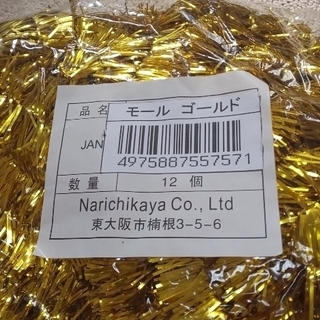 品名 モール ゴールド
JAN
4975887557571
数量 12 個
Narichikaya Co., Ltd
東大阪市楠根3-5-6